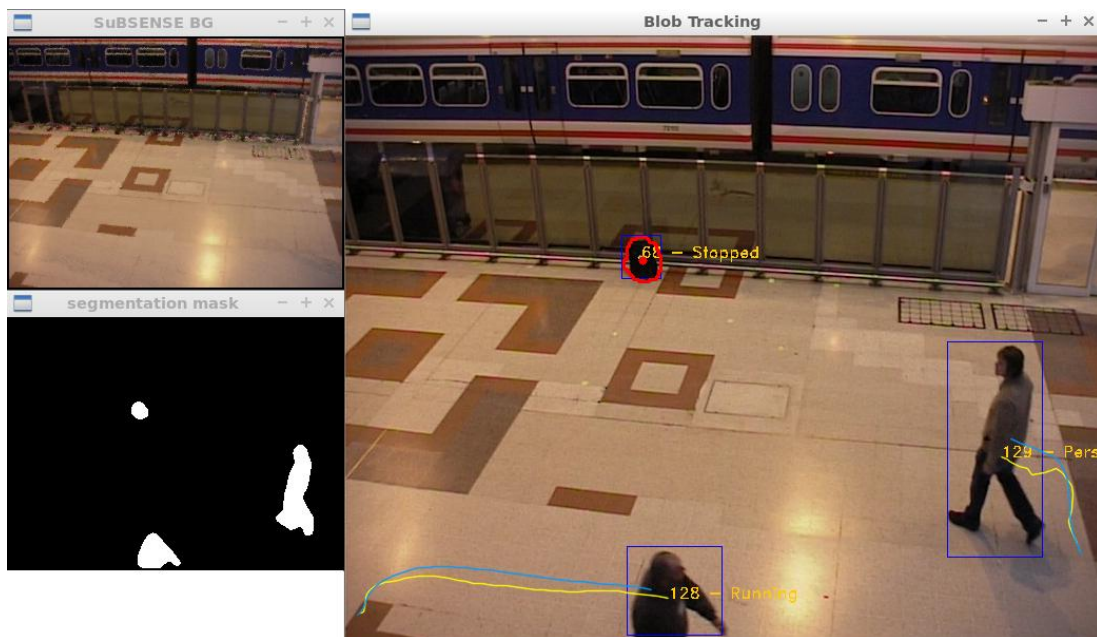 SuBSENSE BG
segmentation mask
Blob Tracking
68 — Stopped
129 — Pers
128 — Running